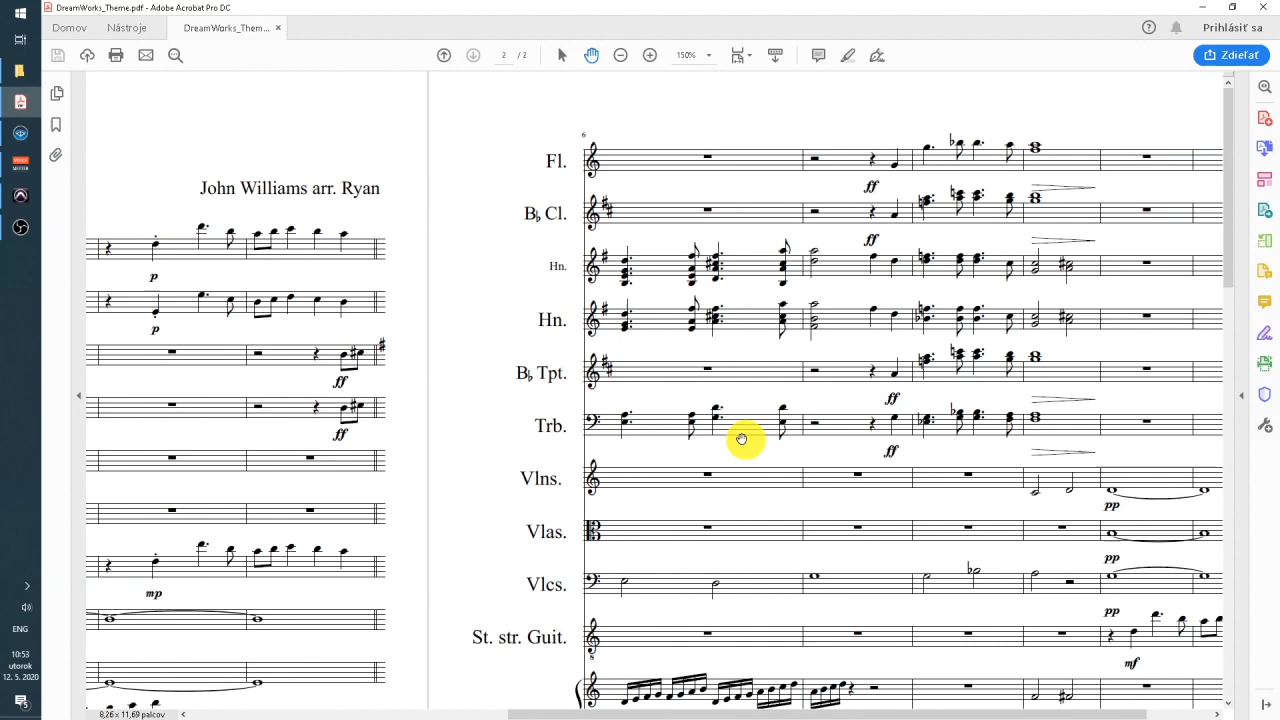 DreamWorks_Theme.pdf - Adobe Acrobat Pro DC
Domov
Nástroje
DreamWorks_Them...
Prihlásiť sa
2 / 2
150%
Zdieľať
6
John Williams arr. Ryan
Fl.
ff
B♭ Cl.
ff
p
Hn.
p
Hn.
ff
B♭ Tpt.
ff
ff
Trb.
ff
Vlns.
pp
Vlas.
pp
mp
Vlcs.
pp
St. str. Guit.
8
mf
ENG
10:53
utorok
12. 5. 2020
5
8,26 x 11,69 palcov